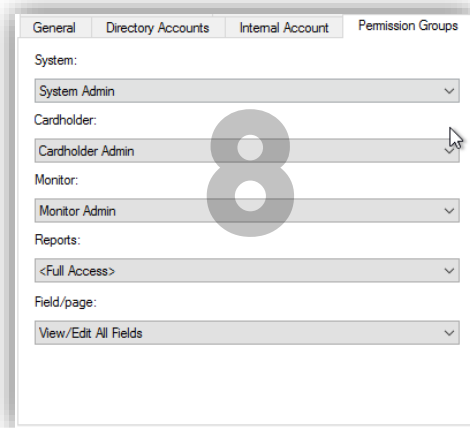 General Directory Accounts Internal Account Permission Groups
System:
System Admin
Cardholder:
Cardholder Admin
Monitor:
Monitor Admin
Reports:
<Full Access>
Field/page:
View/Edit All Fields
8